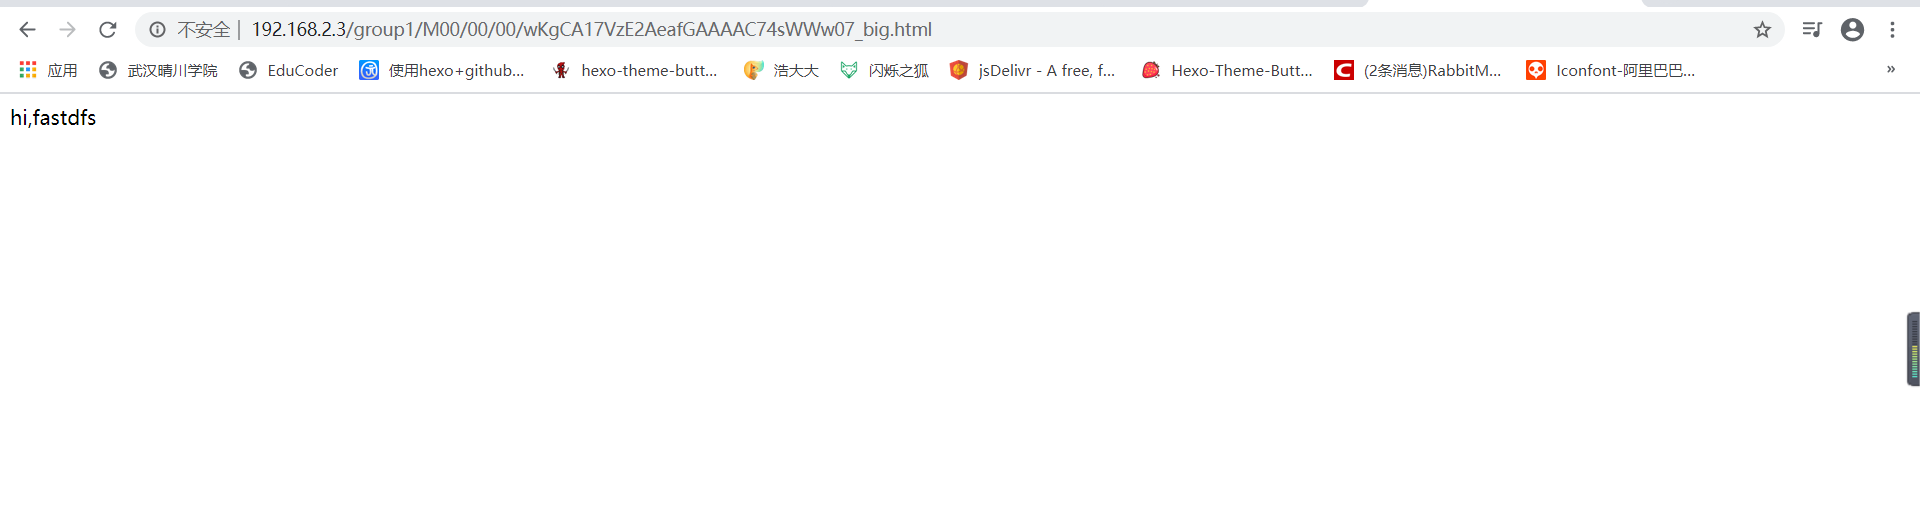 不安全 | 192.168.2.3/group1/M00/00/00/wKgCA17VzE2AeafGAAAAC74sWWw07_big.html
应用 武汉晴川学院 EduCoder 使用hexo+github... hexo-theme-butt... 浩大大 闪烁之狐 jsDelivr - A free, f... Hexo-Theme-Butt... (2条消息)RabbitM... Iconfont-阿里巴巴... »
hi,fastdfs